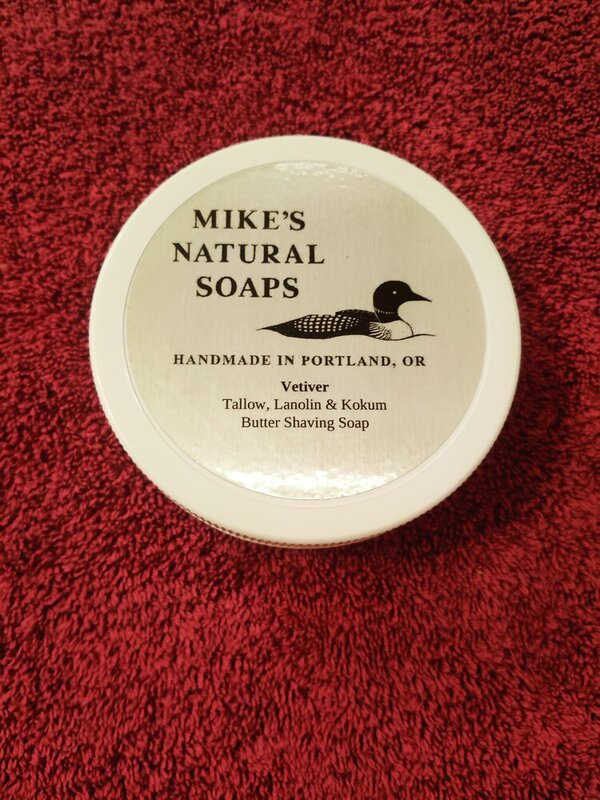 MIKE'S
NATURAL
SOAPS
HANDMADE IN PORTLAND, OR
Vetiver
Tallow, Lanolin & Kokum
Butter Shaving Soap